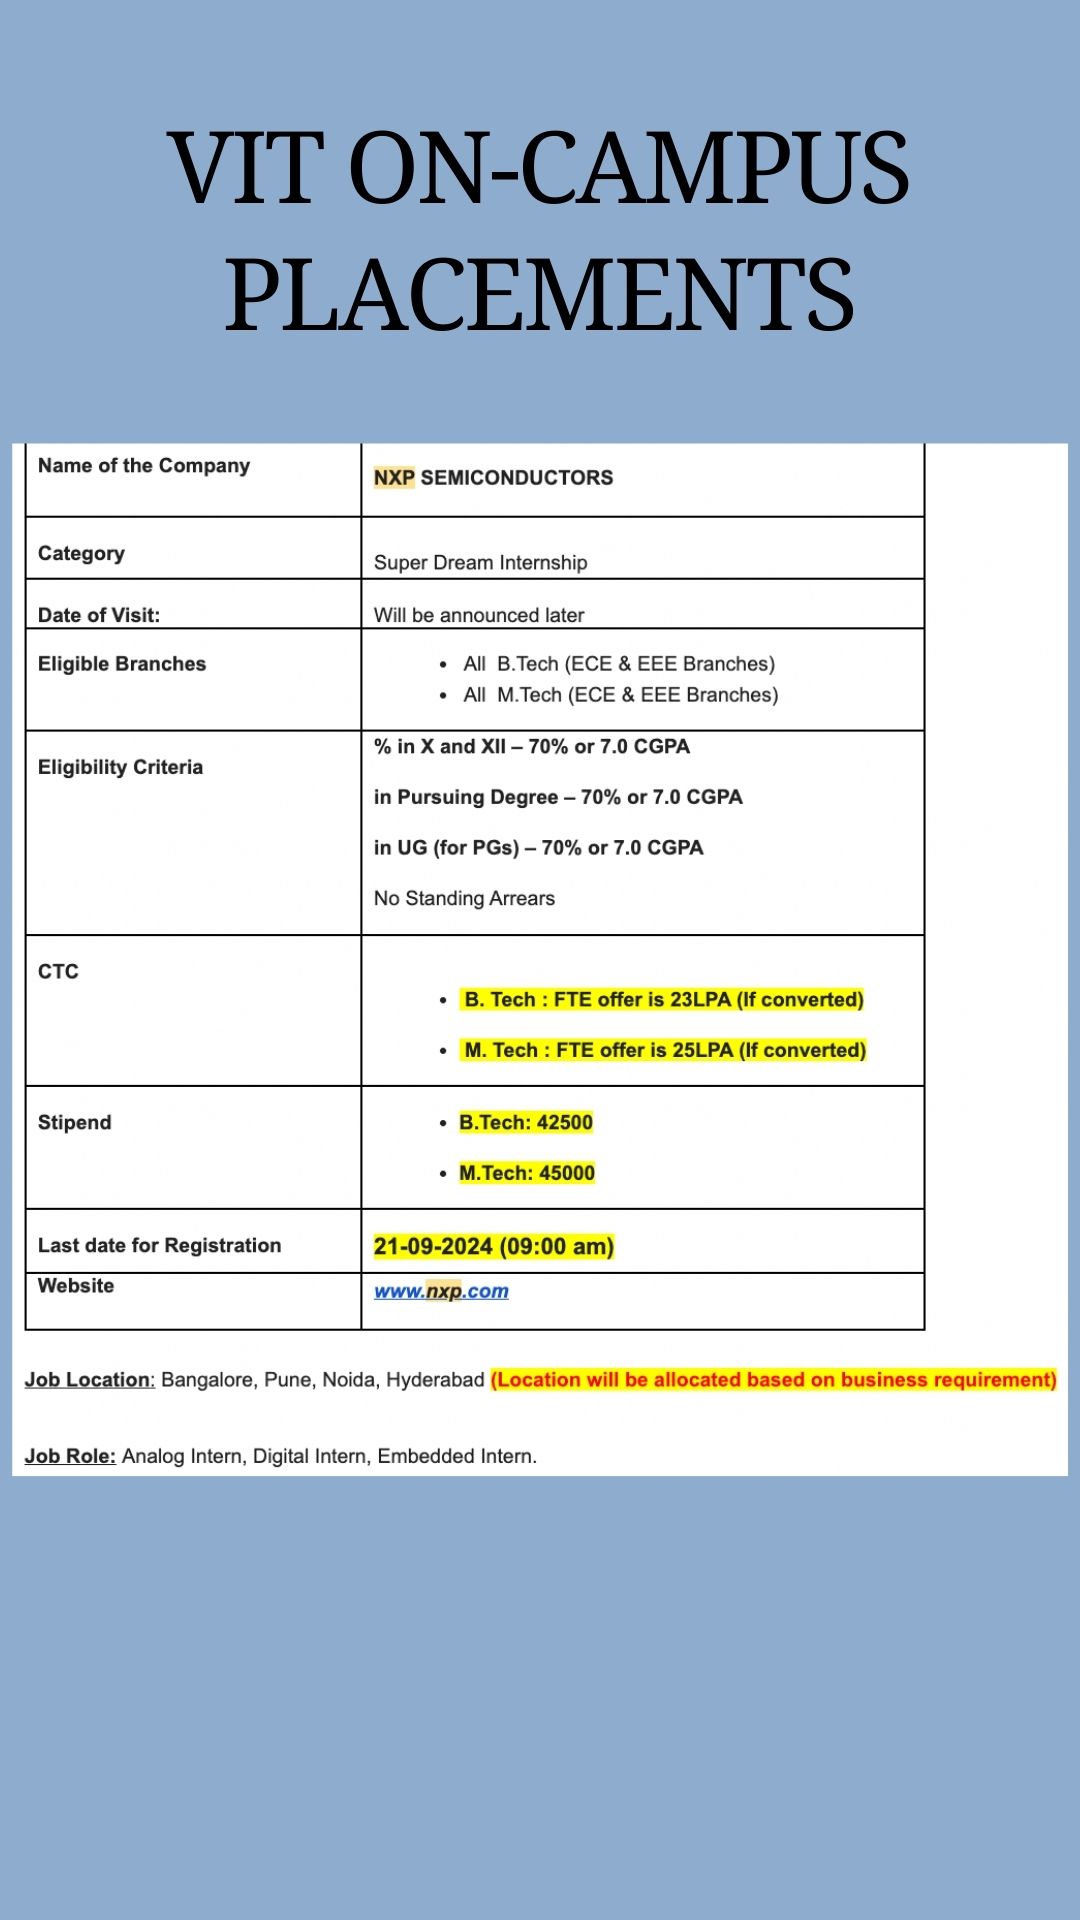 VIT ON-CAMPUS
PLACEMENTS
Name of the Company
NXP SEMICONDUCTORS
Category
Super Dream Internship
Date of Visit:
Will be announced later
Eligible Branches
• All B.Tech (ECE & EEE Branches)
• All M.Tech (ECE & EEE Branches)
Eligibility Criteria
% in X and XII – 70% or 7.0 CGPA
in Pursuing Degree – 70% or 7.0 CGPA
in UG (for PGs) – 70% or 7.0 CGPA
No Standing Arrears
CTC
• B. Tech : FTE offer is 23LPA (If converted)
• M. Tech : FTE offer is 25LPA (If converted)
Stipend
• B.Tech: 42500
• M.Tech: 45000
Last date for Registration
21-09-2024 (09:00 am)
Website
www.nxp.com
Job Location: Bangalore, Pune, Noida, Hyderabad (Location will be allocated based on business requirement)
Job Role: Analog Intern, Digital Intern, Embedded Intern.